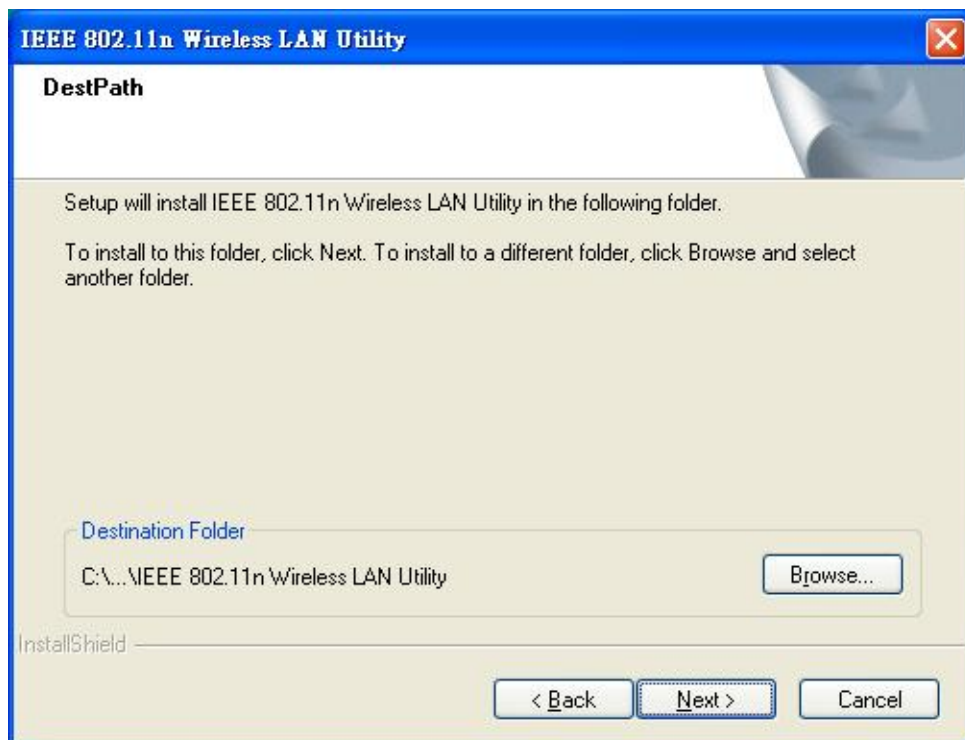 IEEE 802.11n Wireless LAN Utility
DestPath
Setup will install IEEE 802.11n Wireless LAN Utility in the following folder.
To install to this folder, click Next. To install to a different folder, click Browse and select
another folder.
Destination Folder
C:\...\IEEE 802.11n Wireless LAN Utility
Browse...
InstallShield
< Back
Next >
Cancel